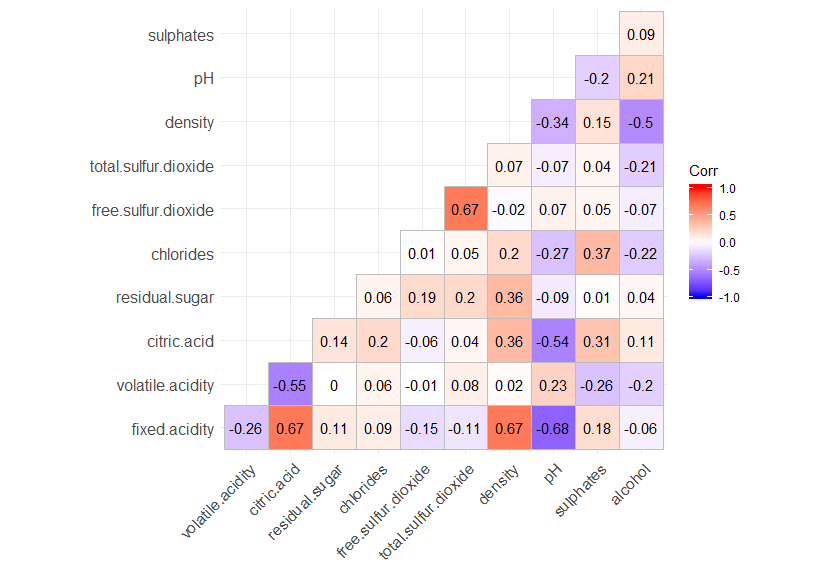 sulphates 0.09
pH -0.2 0.21
density -0.34 0.15 -0.5
total.sulfur.dioxide 0.07 -0.07 0.04 -0.21
free.sulfur.dioxide 0.67 -0.02 0.07 0.05 -0.07
chlorides 0.01 0.05 0.2 -0.27 0.37 -0.22
residual.sugar 0.06 0.19 0.2 0.36 -0.09 0.01 0.04
citric.acid 0.14 0.2 -0.06 0.04 0.36 -0.54 0.31 0.11
volatile.acidity -0.55 0 0.06 -0.01 0.08 0.02 0.23 -0.26 -0.2
fixed.acidity -0.26 0.67 0.11 0.09 -0.15 -0.11 0.67 -0.68 0.18 -0.06
volatile.acidity
citric.acid
residual.sugar
chlorides
free.sulfur.dioxide
total.sulfur.dioxide
density
pH
sulphates
alcohol
Corr
1.0
0.5
0.0
-0.5
-1.0